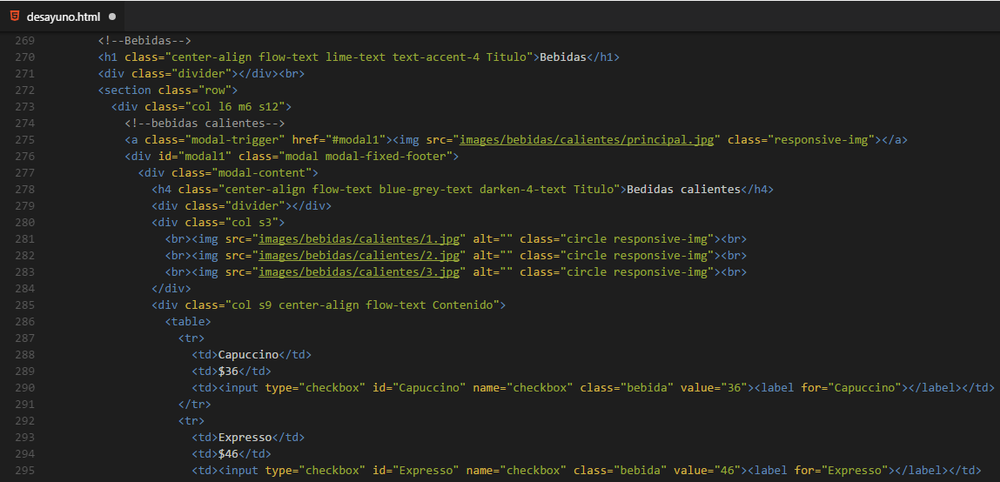 desayuno.html
269 <!--Bebidas-->
270 <h1 class="center-align flow-text lime-text text-accent-4 Titulo">Bebidas</h1>
271 <div class="divider"></div><br>
272 <section class="row">
273 <div class="col l6 m6 s12">
274 <!--bebidas calientes-->
275 <a class="modal-trigger" href="#modal1"><img src="images/bebidas/calientes/principal.jpg" class="responsive-img"></a>
276 <div id="modal1" class="modal modal-fixed-footer">
277 <div class="modal-content">
278 <h4 class="center-align flow-text blue-grey-text darken-4-text Titulo">Bedidas calientes</h4>
279 <div class="divider"></div>
280 <div class="col s3">
281 <br><img src="images/bebidas/calientes/1.jpg" alt="" class="circle responsive-img"><br>
282 <br><img src="images/bebidas/calientes/2.jpg" alt="" class="circle responsive-img"><br>
283 <br><img src="images/bebidas/calientes/3.jpg" alt="" class="circle responsive-img"><br>
284 </div>
285 <div class="col s9 center-align flow-text Contenido">
286 <table>
287 <tr>
288 <td>Capuccino</td>
289 <td>$36</td>
290 <td><input type="checkbox" id="Capuccino" name="checkbox" class="bebida" value="36"><label for="Capuccino"></label></td>
291 </tr>
292 <tr>
293 <td>Expresso</td>
294 <td>$46</td>
295 <td><input type="checkbox" id="Expresso" name="checkbox" class="bebida" value="46"><label for="Expresso"></label></td>